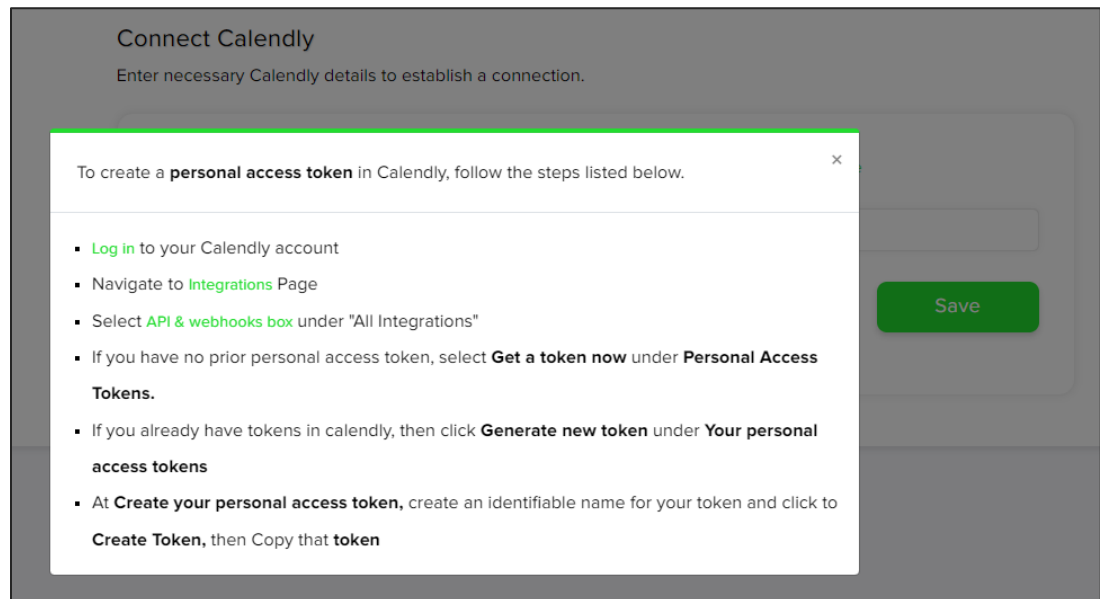 Connect Calendly
Enter necessary Calendly details to establish a connection.
To create a personal access token in Calendly, follow the steps listed below.
×
▪ Log in to your Calendly account
▪ Navigate to Integrations Page
▪ Select API & webhooks box under "All Integrations"
Save
▪ If you have no prior personal access token, select Get a token now under Personal Access
Tokens.
▪ If you already have tokens in calendly, then click Generate new token under Your personal
access tokens
▪ At Create your personal access token, create an identifiable name for your token and click to
Create Token, then Copy that token